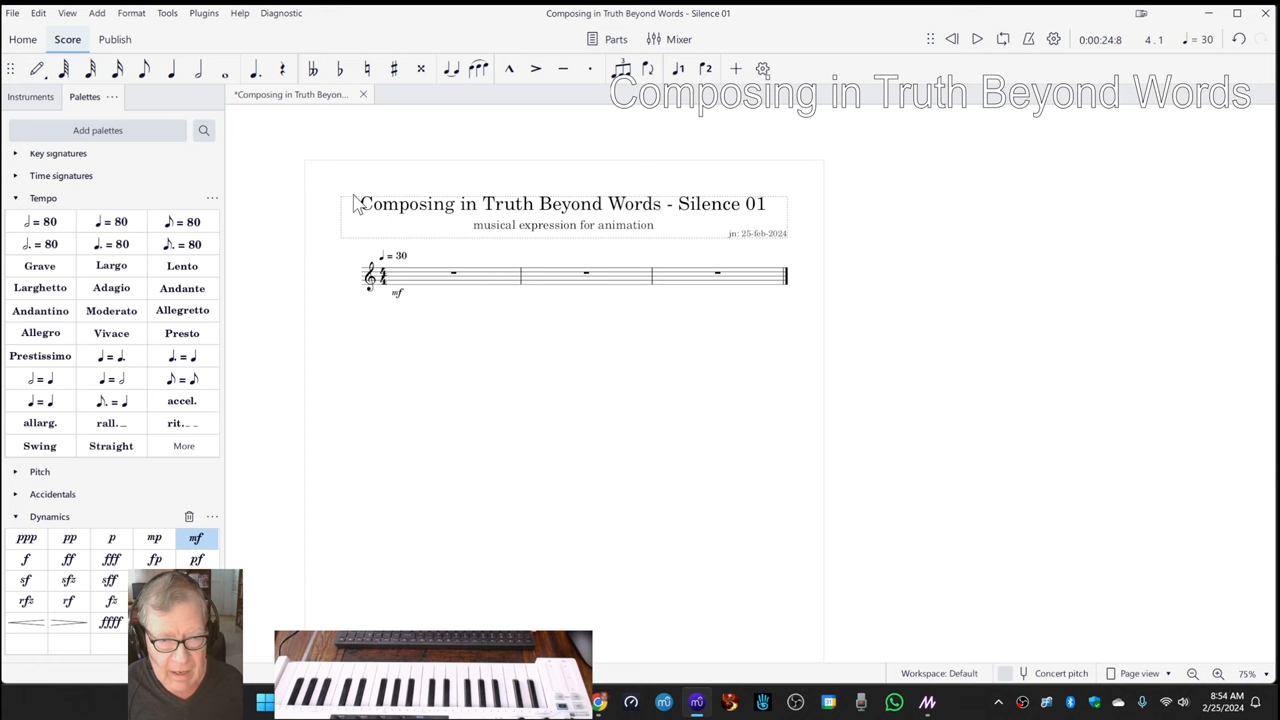 File Edit View Add Format Tools Plugins Help Diagnostic
Composing in Truth Beyond Words - Silence 01
Home Score Publish
Parts Mixer
0:00:24:8 4 . 1 = 30
Instruments Palettes
*Composing in Truth Beyon...
Composing in Truth Beyond Words
Add palettes
Key signatures
Time signatures
Tempo
= 80 = 80 = 80
= 80 = 80 = 80
Grave Largo Lento
Larghetto Adagio Andante
Andantino Moderato Allegretto
Allegro Vivace Presto
Prestissimo = =
= = =
= = accel.
allarg. rall._ rit._ _
Swing Straight More
Pitch
Accidentals
Dynamics
ppp pp p mp mf
f ff fff fp pf
sf sfz sff
rfz rf fz
ffff
Composing in Truth Beyond Words - Silence 01
musical expression for animation
jn: 25-feb-2024
= 30
4
4
mf
Workspace: Default Concert pitch Page view 75%
8:54 AM
2/25/2024